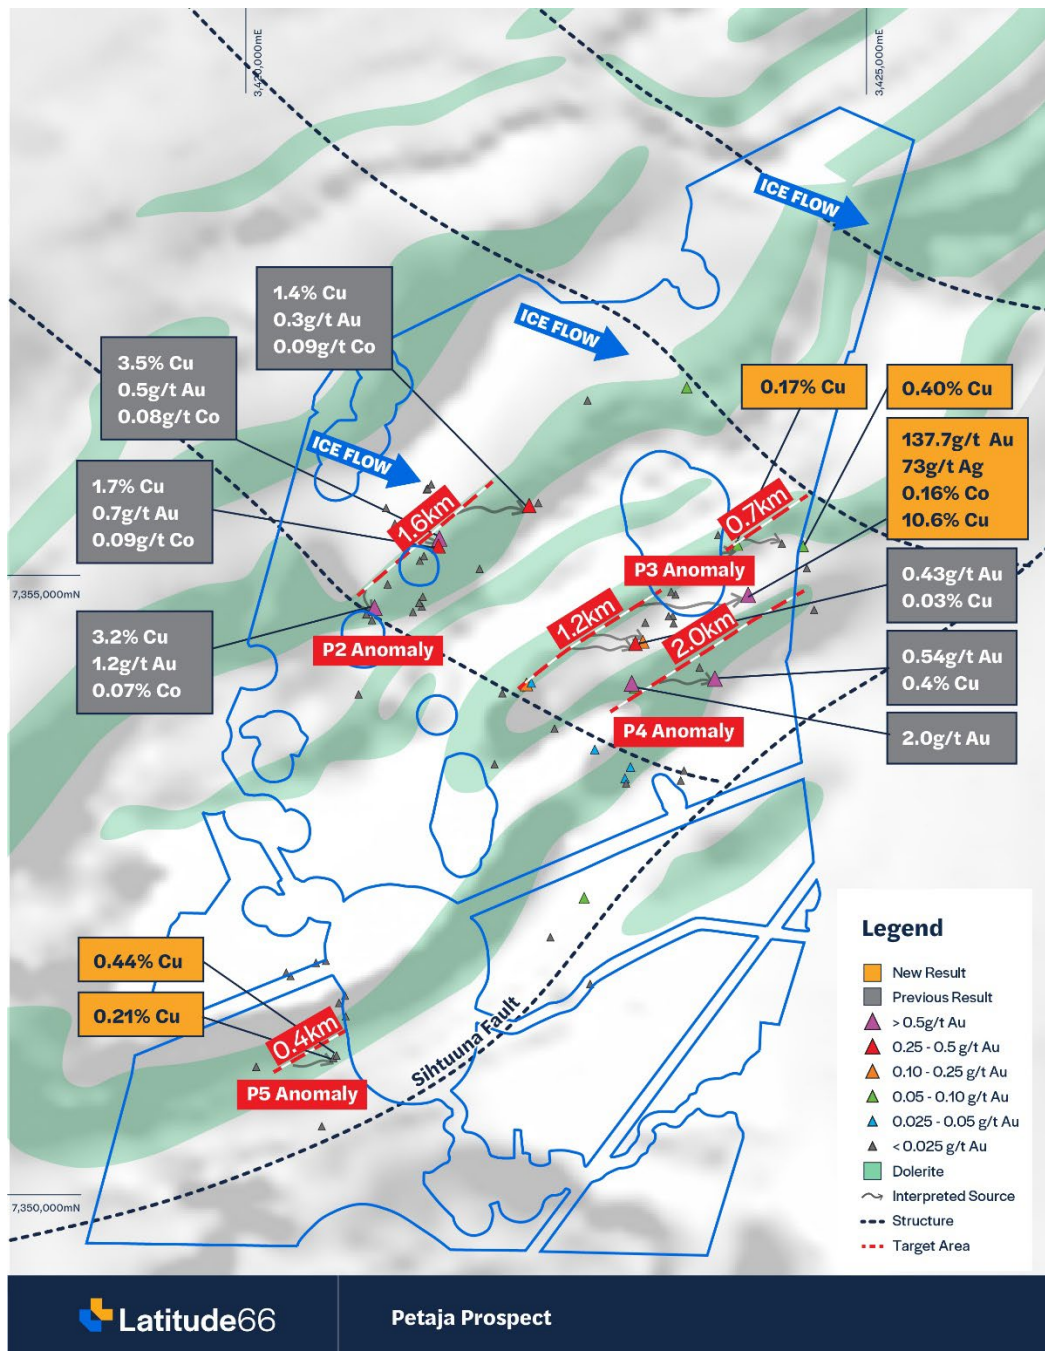 3,420,000mE
3,425,000mE
ICE FLOW
1.4% Cu
0.3g/t Au
0.09g/t Co
ICE FLOW
3.5% Cu
0.5g/t Au
0.08g/t Co
0.17% Cu
0.40% Cu
ICE FLOW
137.7g/t Au
73g/t Ag
0.16% Co
10.6% Cu
1.7% Cu
0.7g/t Au
0.09g/t Co
1.6km
0.7km
P3 Anomaly
7,355,000mN
0.43g/t Au
0.03% Cu
1.2km
2.0km
3.2% Cu
1.2g/t Au
0.07% Co
P2 Anomaly
0.54g/t Au
0.4% Cu
P4 Anomaly
2.0g/t Au
Legend
New Result
Previous Result
> 0.5g/t Au
0.25 - 0.5 g/t Au
0.10 - 0.25 g/t Au
0.05 - 0.10 g/t Au
0.025 - 0.05 g/t Au
< 0.025 g/t Au
Dolerite
Interpreted Source
Structure
Target Area
0.44% Cu
0.21% Cu
0.4km
Sihtuuna Fault
P5 Anomaly
7,350,000mN
Latitude66
Petaja Prospect